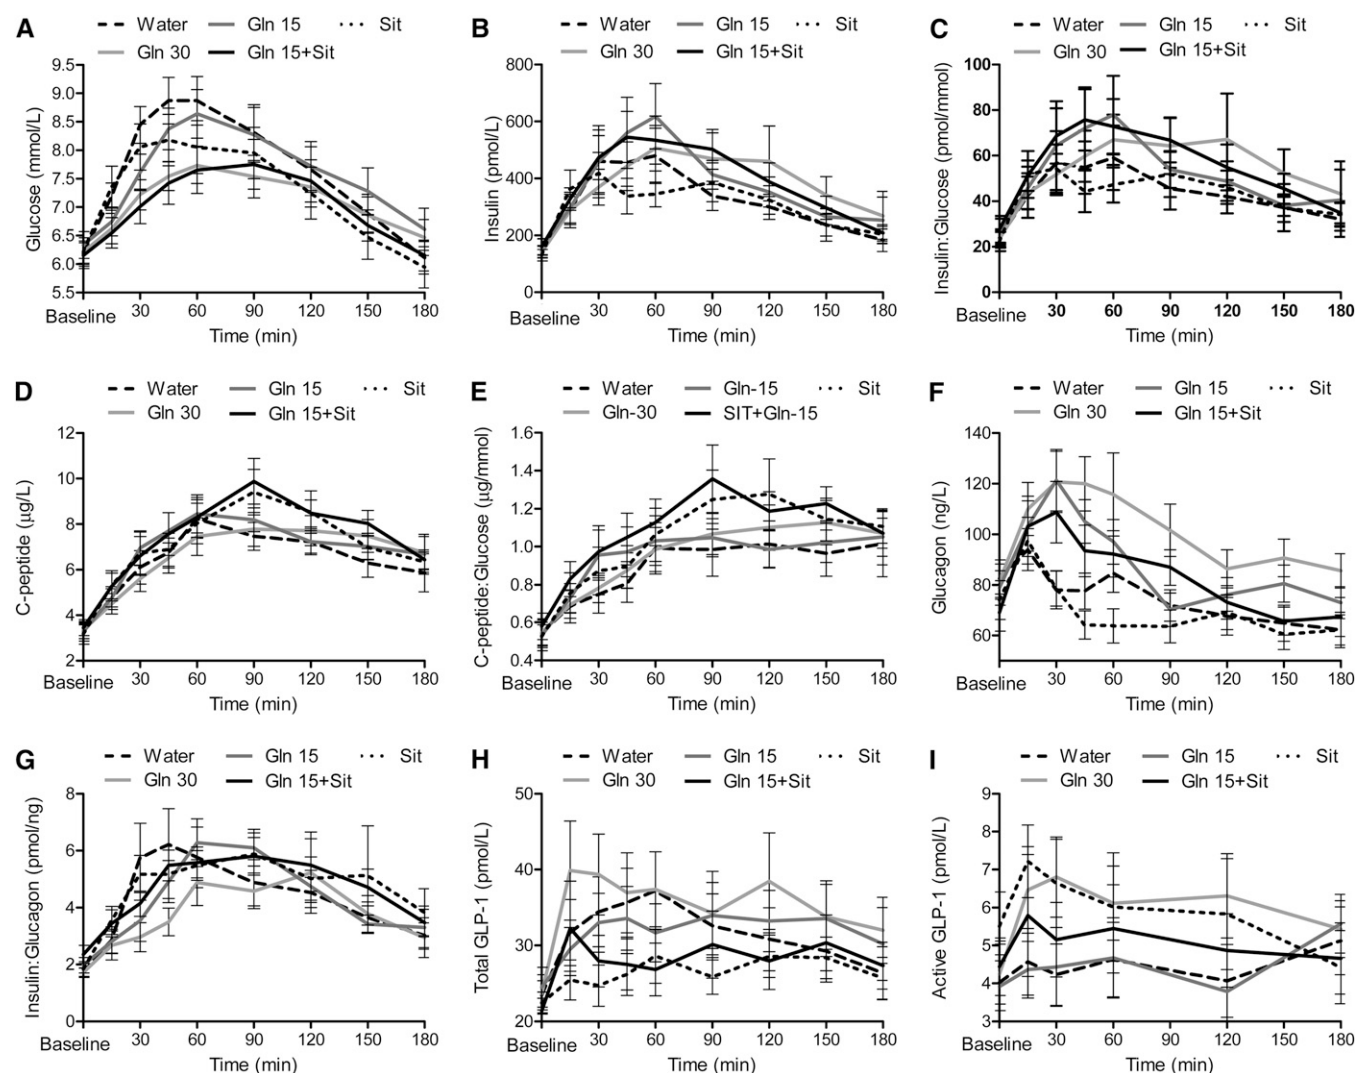 A
Water
Gln 15
Sit
Gln 30
Gln 15+Sit
Glucose (mmol/L)
9.5
9.0
8.5
8.0
7.5
7.0
6.5
6.0
5.5
Baseline 30 60 90 120 150 180
Time (min)
B
Water
Gln 15
Sit
Gln 30
Gln 15+Sit
Insulin (pmol/L)
800
600
400
200
0
Baseline 30 60 90 120 150 180
Time (min)
C
Water
Gln 15
Sit
Gln 30
Gln 15+Sit
Insulin:Glucose (pmol/mmol)
100
80
60
40
20
0
Baseline 30 60 90 120 150 180
Time (min)
D
Water
Gln 15
Sit
Gln 30
Gln 15+Sit
C-peptide (µg/L)
12
10
8
6
4
2
Baseline 30 60 90 120 150 180
Time (min)
E
Water
Gln-15
Sit
Gln-30
SIT+Gln-15
C-peptide:Glucose (µg/mmol)
1.6
1.4
1.2
1.0
0.8
0.6
0.4
Baseline 30 60 90 120 150 180
Time (min)
F
Water
Gln 15
Sit
Gln 30
Gln 15+Sit
Glucagon (ng/L)
140
120
100
80
60
Baseline 30 60 90 120 150 180
Time (min)
G
Water
Gln 15
Sit
Gln 30
Gln 15+Sit
Insulin:Glucagon (pmol/ng)
8
6
4
2
0
Baseline 30 60 90 120 150 180
Time (min)
H
Water
Gln 15
Sit
Gln 30
Gln 15+Sit
Total GLP-1 (pmol/L)
50
40
30
20
Baseline 30 60 90 120 150 180
Time (min)
I
Water
Gln 15
Sit
Gln 30
Gln 15+Sit
Active GLP-1 (pmol/L)
9
8
7
6
5
4
3
Baseline 30 60 90 120 150 180
Time (min)